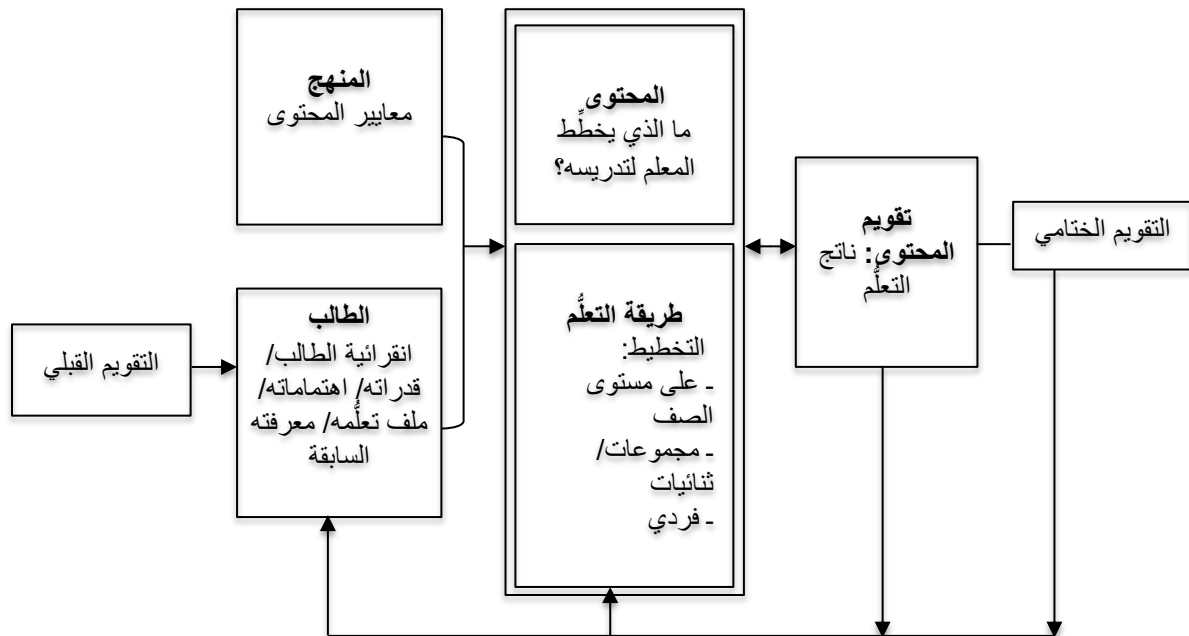 المنهج
معايير المحتوى
المحتوى
ما الذي يخطِّط
المعلم لتدريسه؟
تقويم
المحتوى: ناتج
التعلُّم
التقويم الختامي
الطالب
انقرائية الطالب/
قدراته/ اهتماماته/
ملف تعلُّمه/ معرفته
السابقة
التقويم القبلي
طريقة التعلُّم
التخطيط:
ـ على مستوى
الصف
ـ مجموعات/
ثنائيات
ـ فردي